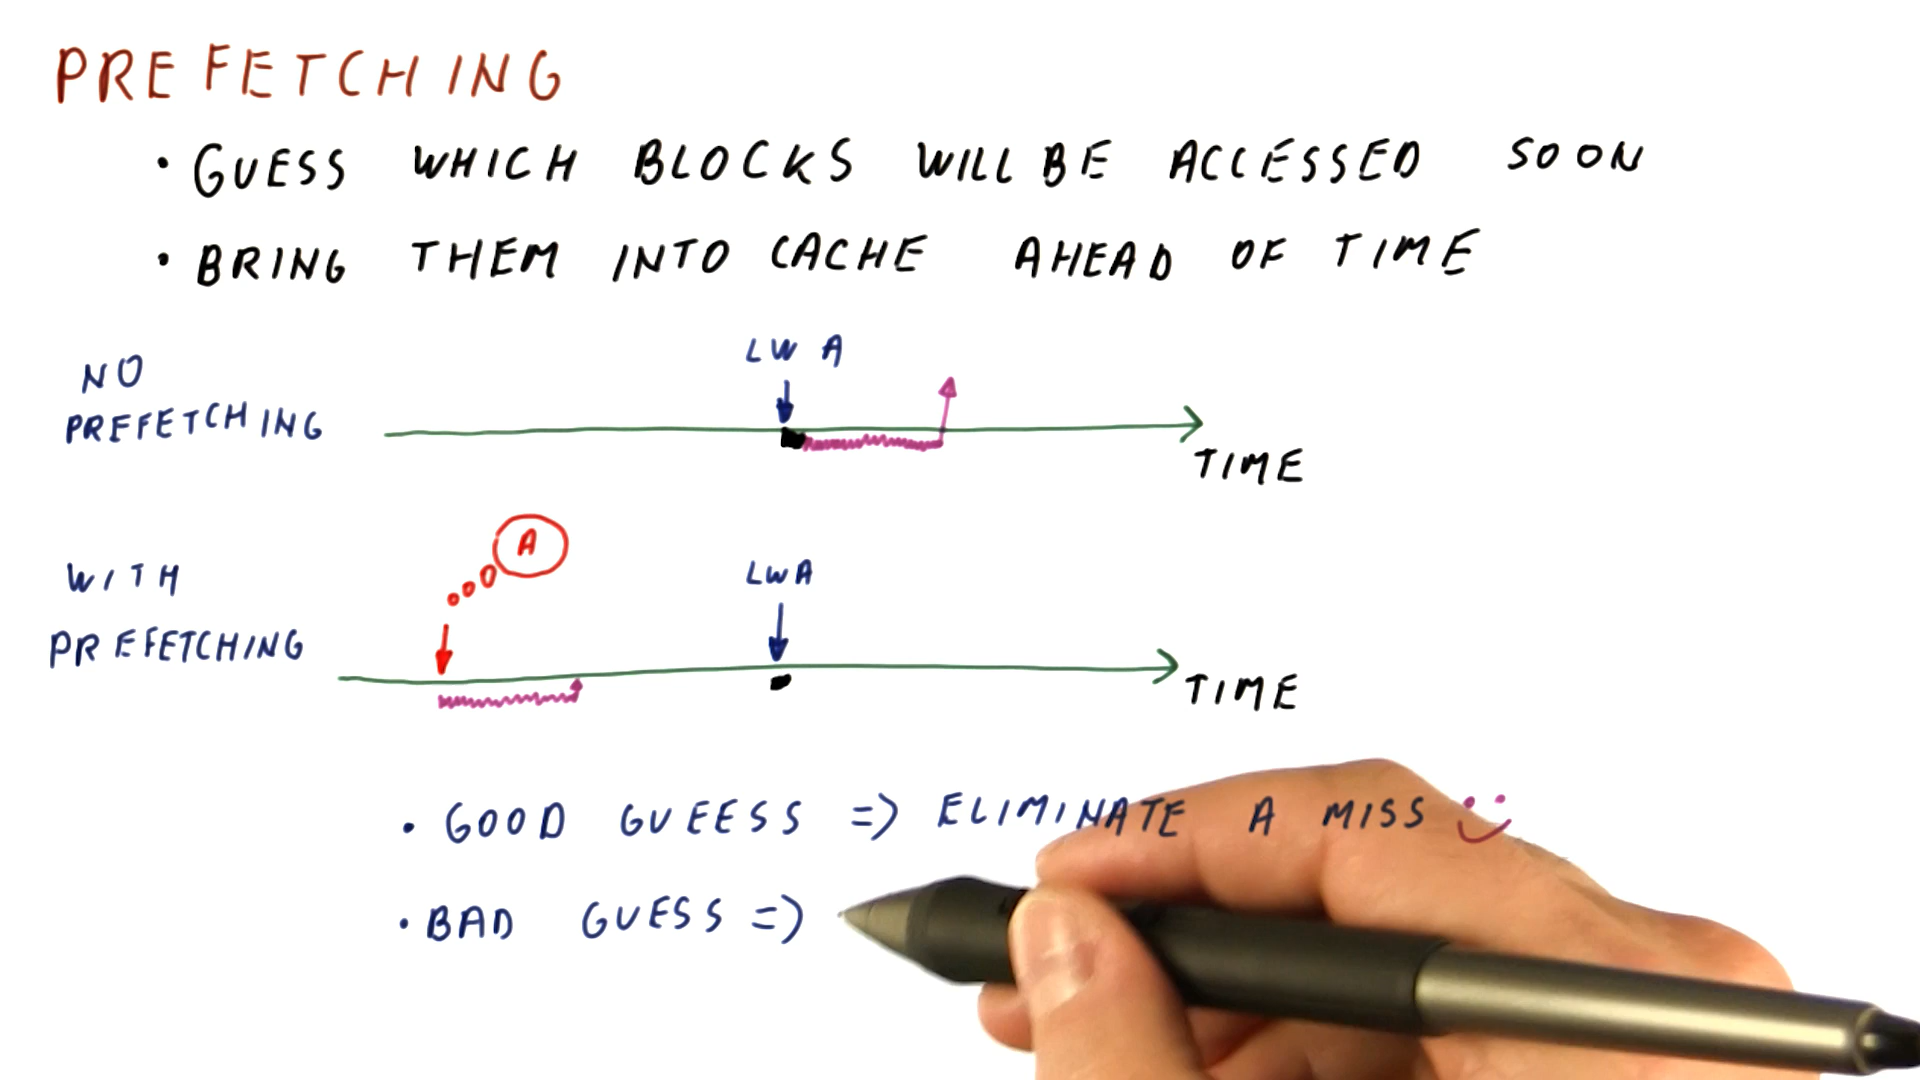 PREFETCHING
• GUESS WHICH BLOCKS WILL BE ACCESSED SOON
• BRING THEM INTO CACHE AHEAD OF TIME
NO
PREFETCHING
LW A
TIME
A
WITH
PREFETCHING
LW A
TIME
• GOOD GUEESS => ELIMINATE A MISS
• BAD GUESS =>